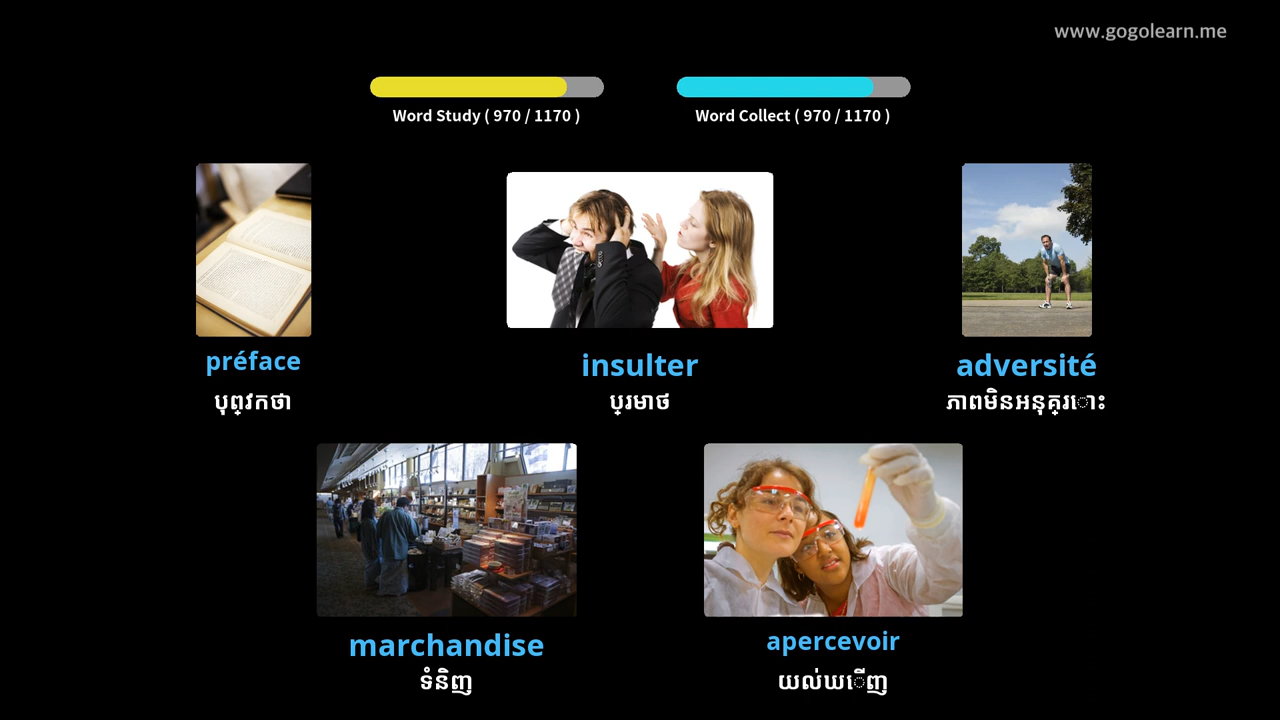 www.gogolearn.me
Word Study ( 970 / 1170 )
Word Collect ( 970 / 1170 )
préface
insulter
adversité
បុព្វកថា
ប្រមាថ
ភាពមិនអនុគ្រោះ
marchandise
apercevoir
ទំនិញ
យល់ឃើញ